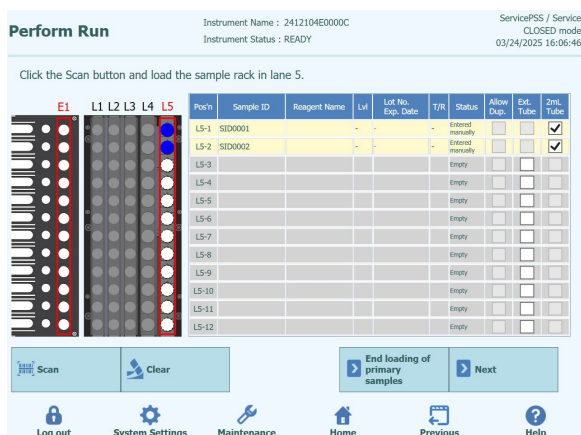 Perform Run
Instrument Name : 2412104E0000C
Instrument Status : READY
ServicePSS / Service
CLOSED mode
03/24/2025 16:06:46
Click the Scan button and load the sample rack in lane 5.
E1 L1 L2 L3 L4 L5
Pos'n Sample ID Reagent Name Lvl Lot No. Exp. Date T/R Status Allow Dup. Ext. Tube 2mL Tube
L5-1 SID0001 - - - Entered manually
L5-2 SID0002 - - - Entered manually
L5-3 Empty
L5-4 Empty
L5-5 Empty
L5-6 Empty
L5-7 Empty
L5-8 Empty
L5-9 Empty
L5-10 Empty
L5-11 Empty
L5-12 Empty
Scan
Clear
End loading of
primary
samples
Next
Log out System Settings Maintenance Home Previous Help